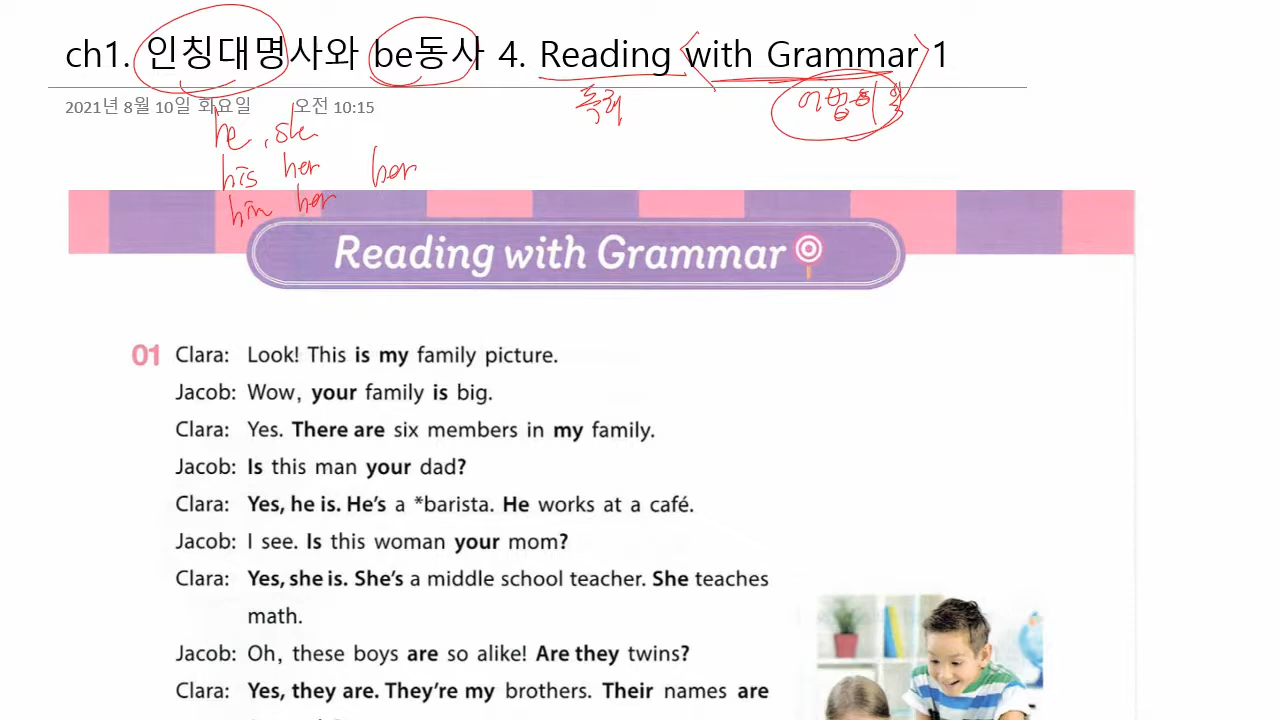 ch1. 인칭대명사와 be동사 4. Reading with Grammar 1
2021년 8월 10일 화요일 오전 10:15
독해
he, she
his her her
him her
Reading with Grammar
01 Clara: Look! This is my family picture.
Jacob: Wow, your family is big.
Clara: Yes. There are six members in my family.
Jacob: Is this man your dad?
Clara: Yes, he is. He's a *barista. He works at a café.
Jacob: I see. Is this woman your mom?
Clara: Yes, she is. She's a middle school teacher. She teaches
math.
Jacob: Oh, these boys are so alike! Are they twins?
Clara: Yes, they are. They're my brothers. Their names are